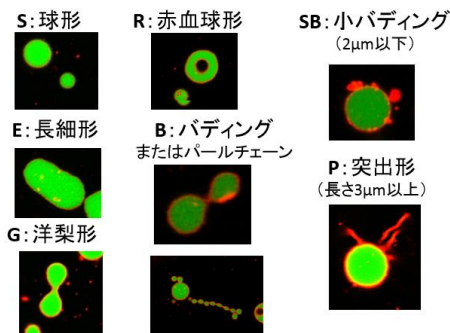 S:球形
R:赤血球形
SB:小バディング
(2μm以下)
E:長細形
B:バディング
またはパールチェーン
P:突出形
(長さ3μm以上)
G:洋梨形